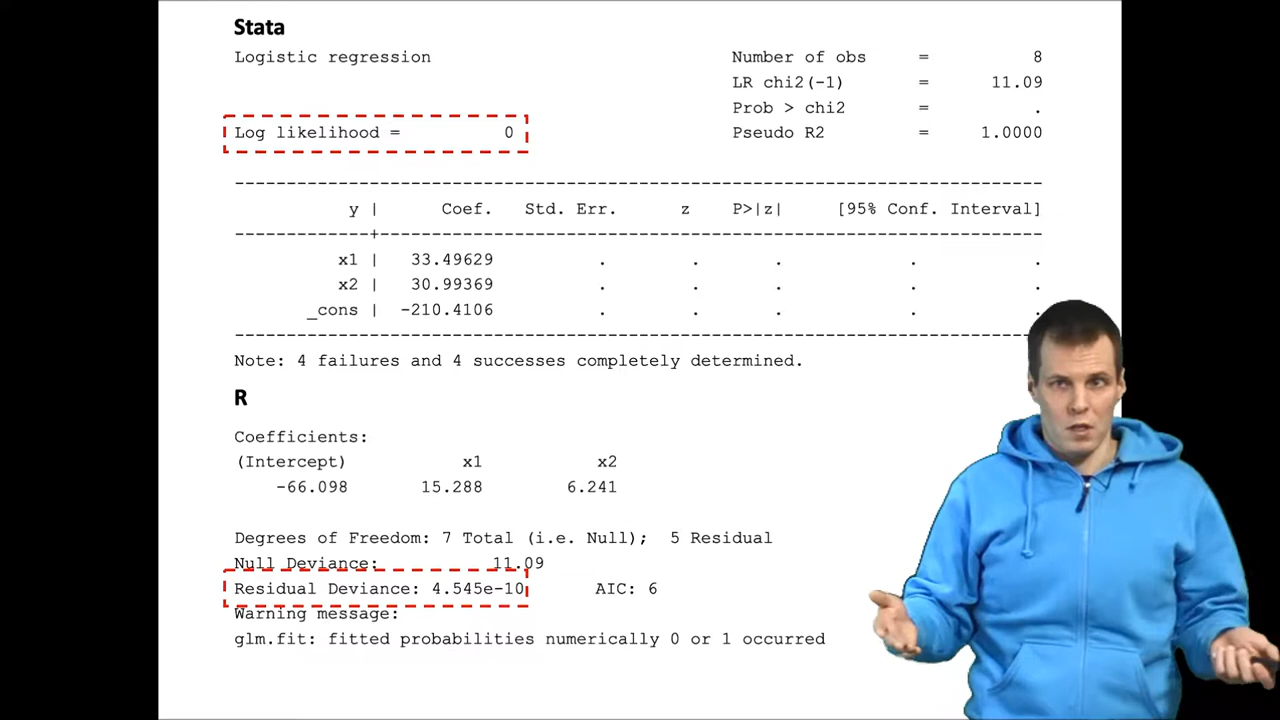 Stata
Logistic regression Number of obs = 8
LR chi2(-1) = 11.09
Prob > chi2 = .
Log likelihood = 0 Pseudo R2 = 1.0000
------------------------------------------------------------------------------
y | Coef. Std. Err. z P>|z| [95% Conf. Interval]
-------------+----------------------------------------------------------------
x1 | 33.49629 . . . . .
x2 | 30.99369 . . . . .
_cons | -210.4106 . . . . .
------------------------------------------------------------------------------
Note: 4 failures and 4 successes completely determined.
R
Coefficients:
(Intercept) x1 x2
-66.098 15.288 6.241
Degrees of Freedom: 7 Total (i.e. Null); 5 Residual
Null Deviance: 11.09
Residual Deviance: 4.545e-10 AIC: 6
Warning message:
glm.fit: fitted probabilities numerically 0 or 1 occurred